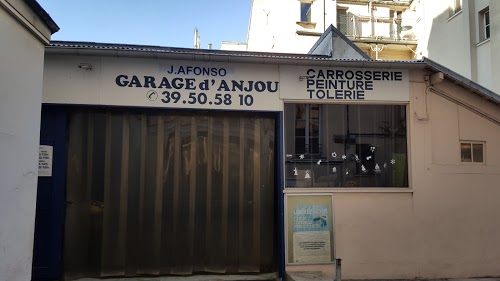 J.AFONSO
GARAGE d'ANJOU
39.50.58 10
CARROSSERIE
PEINTURE
TOLERIE